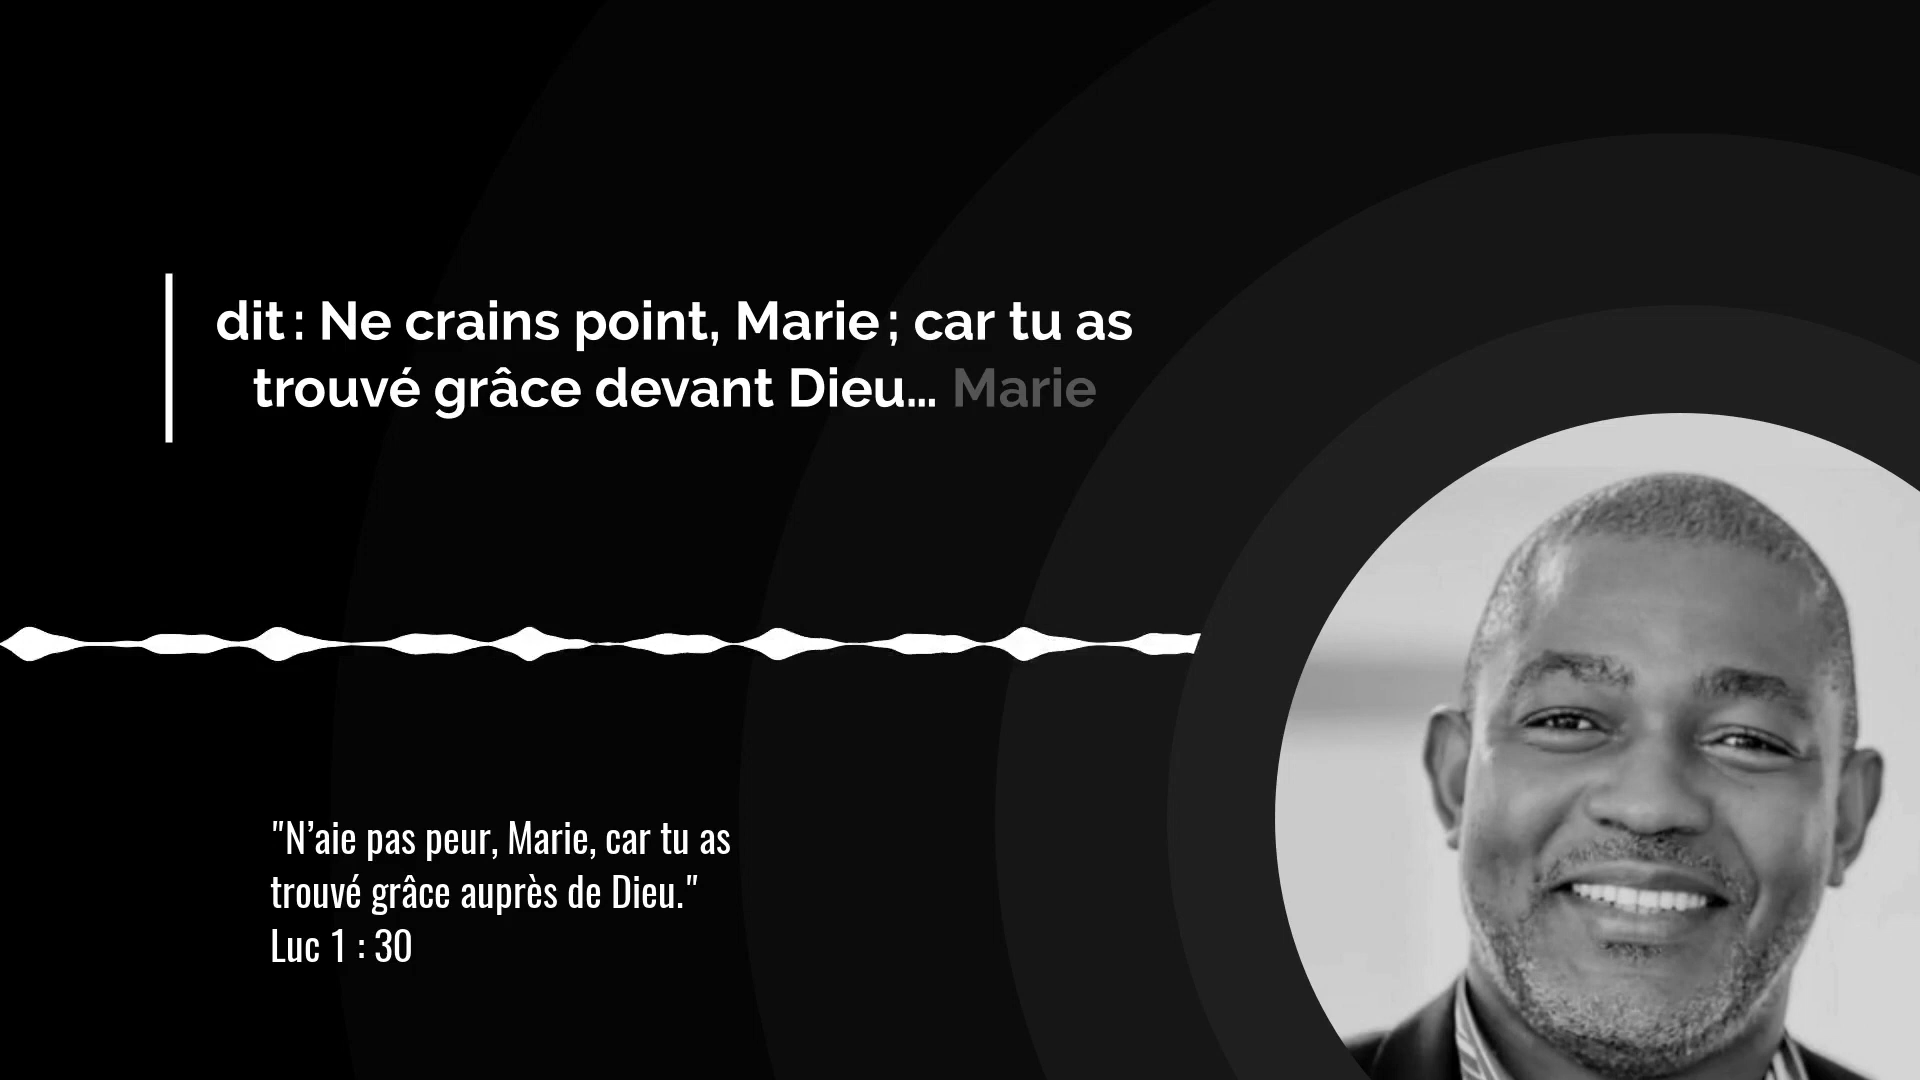 dit : Ne crains point, Marie ; car tu as
trouvé grâce devant Dieu... Marie
"N’aie pas peur, Marie, car tu as
trouvé grâce auprès de Dieu."
Luc 1 : 30